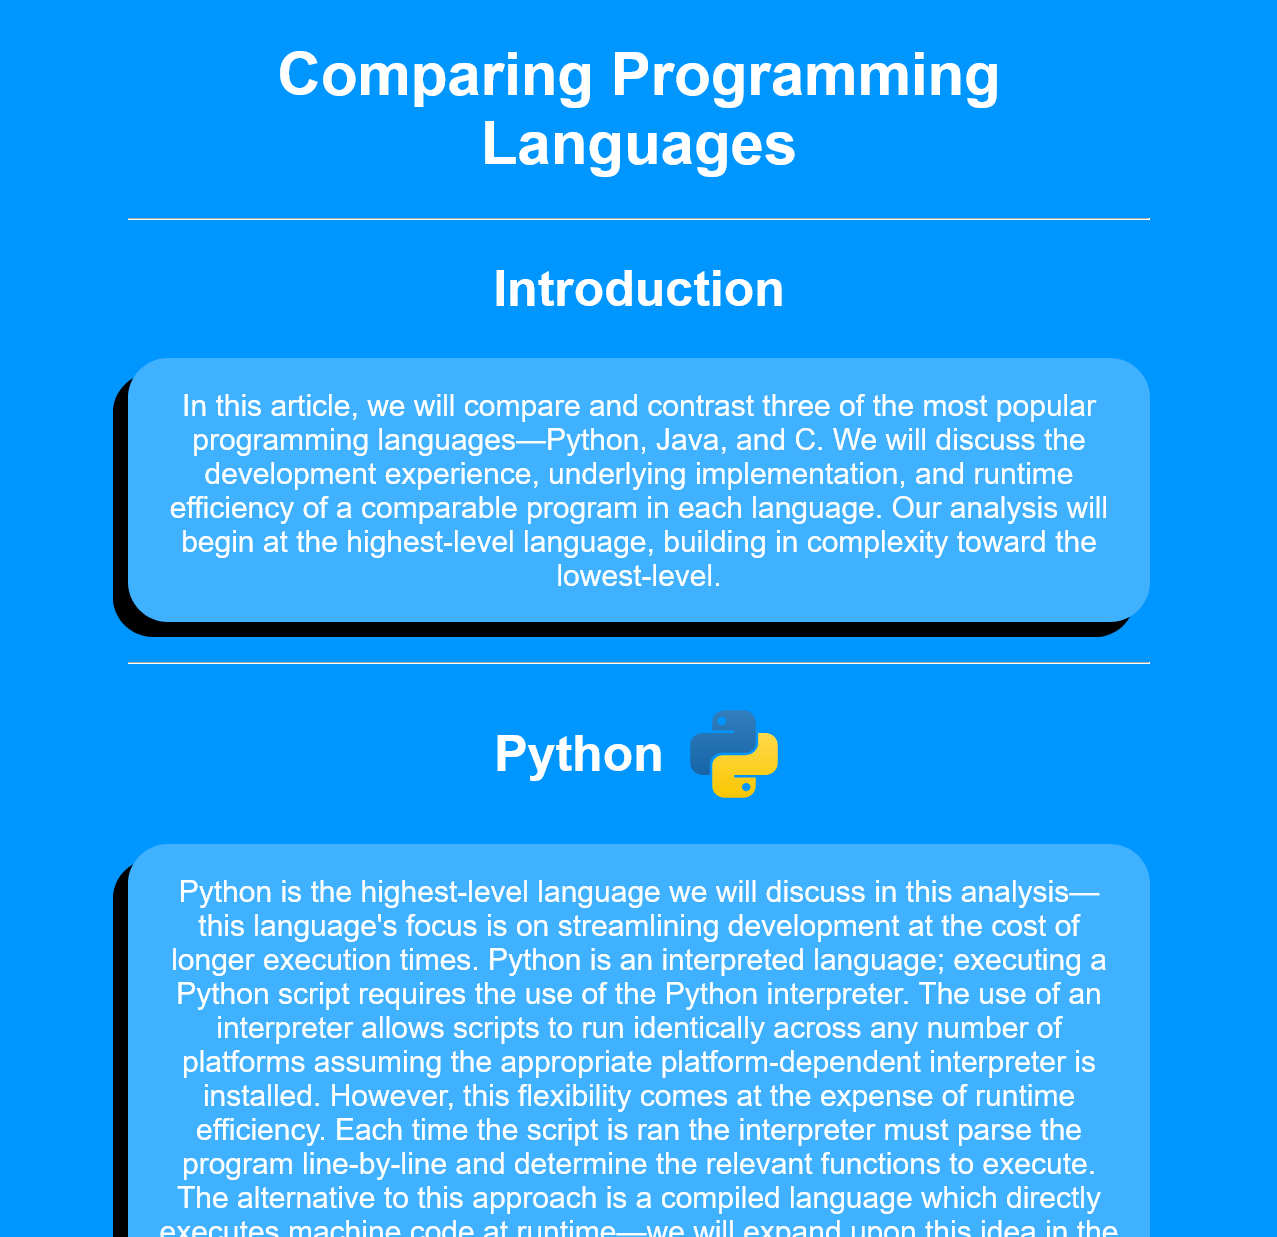 Comparing Programming
Languages
Introduction
In this article, we will compare and contrast three of the most popular
programming languages—Python, Java, and C. We will discuss the
development experience, underlying implementation, and runtime
efficiency of a comparable program in each language. Our analysis will
begin at the highest-level language, building in complexity toward the
lowest-level.
Python
Python is the highest-level language we will discuss in this analysis—
this language's focus is on streamlining development at the cost of
longer execution times. Python is an interpreted language; executing a
Python script requires the use of the Python interpreter. The use of an
interpreter allows scripts to run identically across any number of
platforms assuming the appropriate platform-dependent interpreter is
installed. However, this flexibility comes at the expense of runtime
efficiency. Each time the script is ran the interpreter must parse the
program line-by-line and determine the relevant functions to execute.
The alternative to this approach is a compiled language which directly
executes machine code at runtime—we will expand upon this idea in the